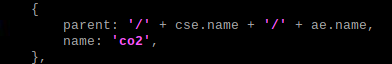 {
parent: '/' + cse.name + '/' + ae.name,
name: 'co2',
},